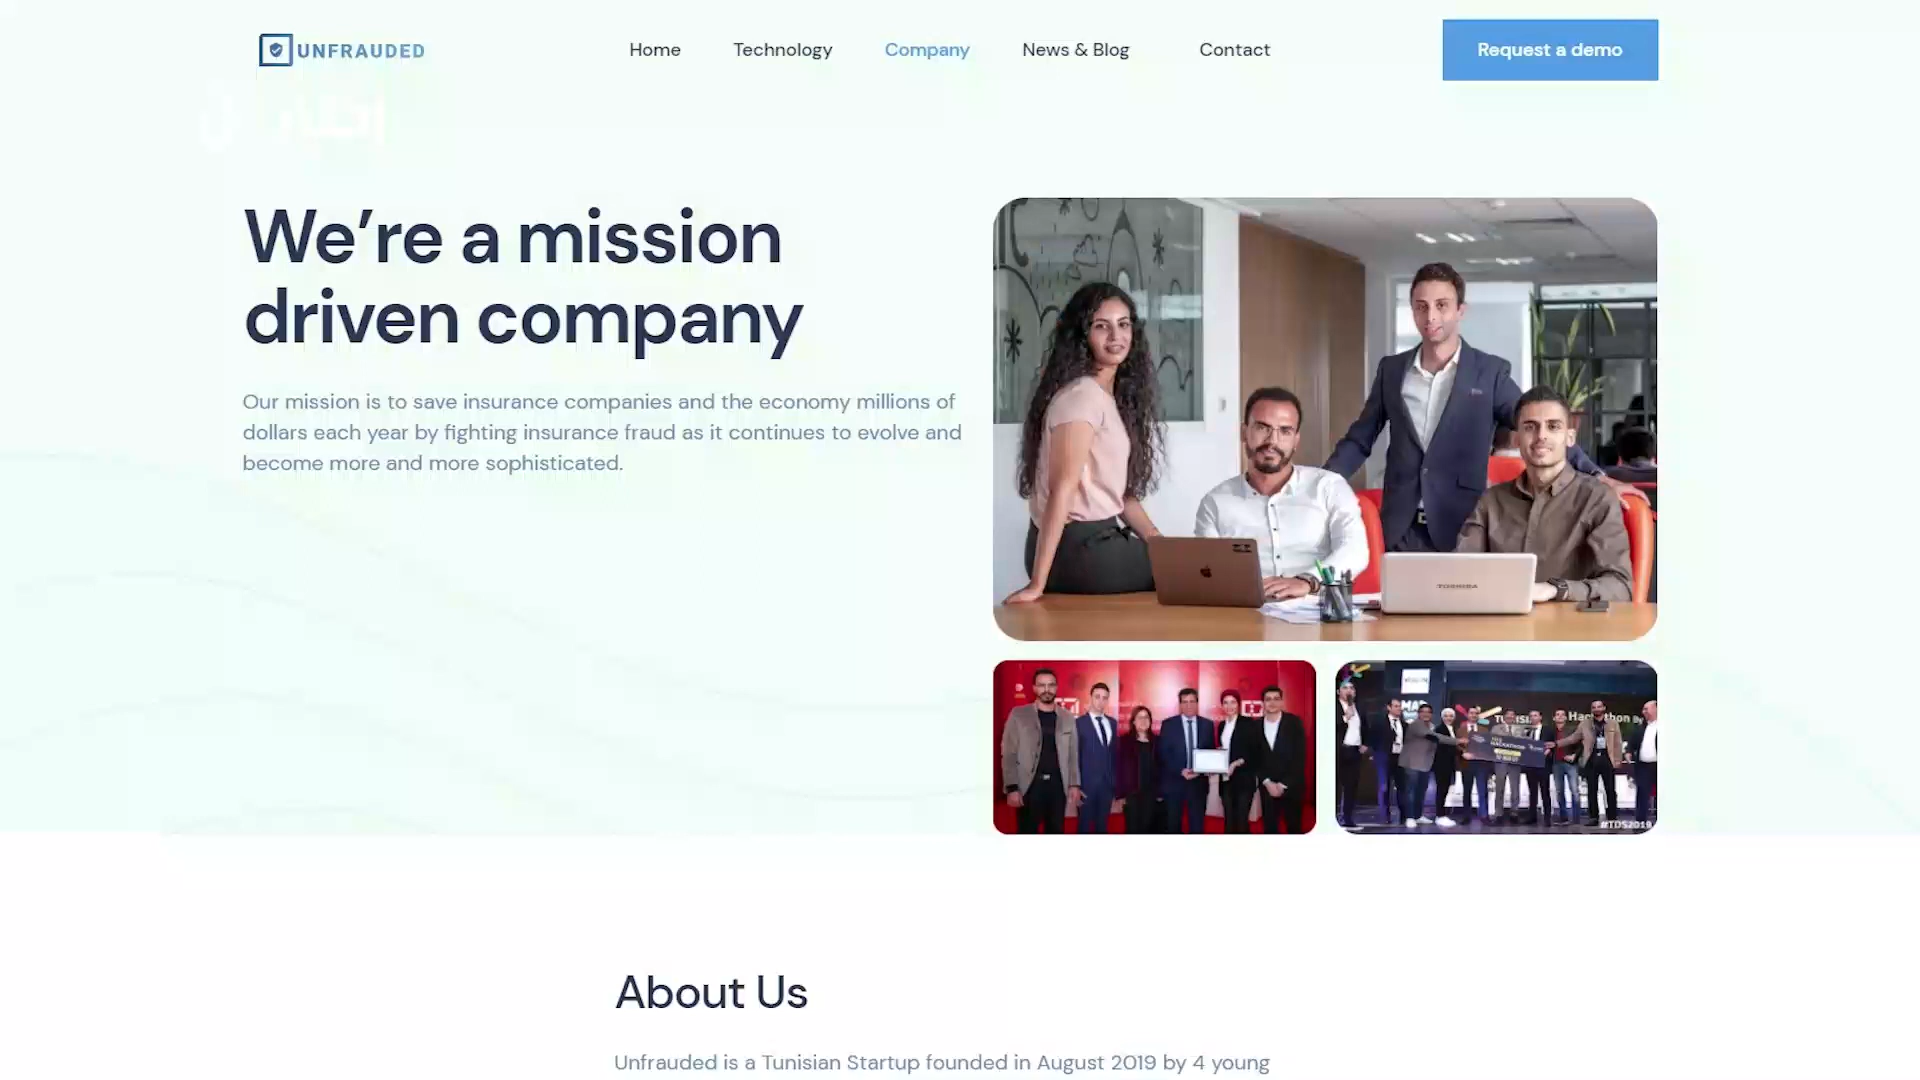 UNFRAUDED
Home
Technology
Company
News & Blog
Contact
Request a demo
We’re a mission
driven company
Our mission is to save insurance companies and the economy millions of
dollars each year by fighting insurance fraud as it continues to evolve and
become more and more sophisticated.
TOSHIBA
HACKATHON
#TDS2019
About Us
Unfrauded is a Tunisian Startup founded in August 2019 by 4 young